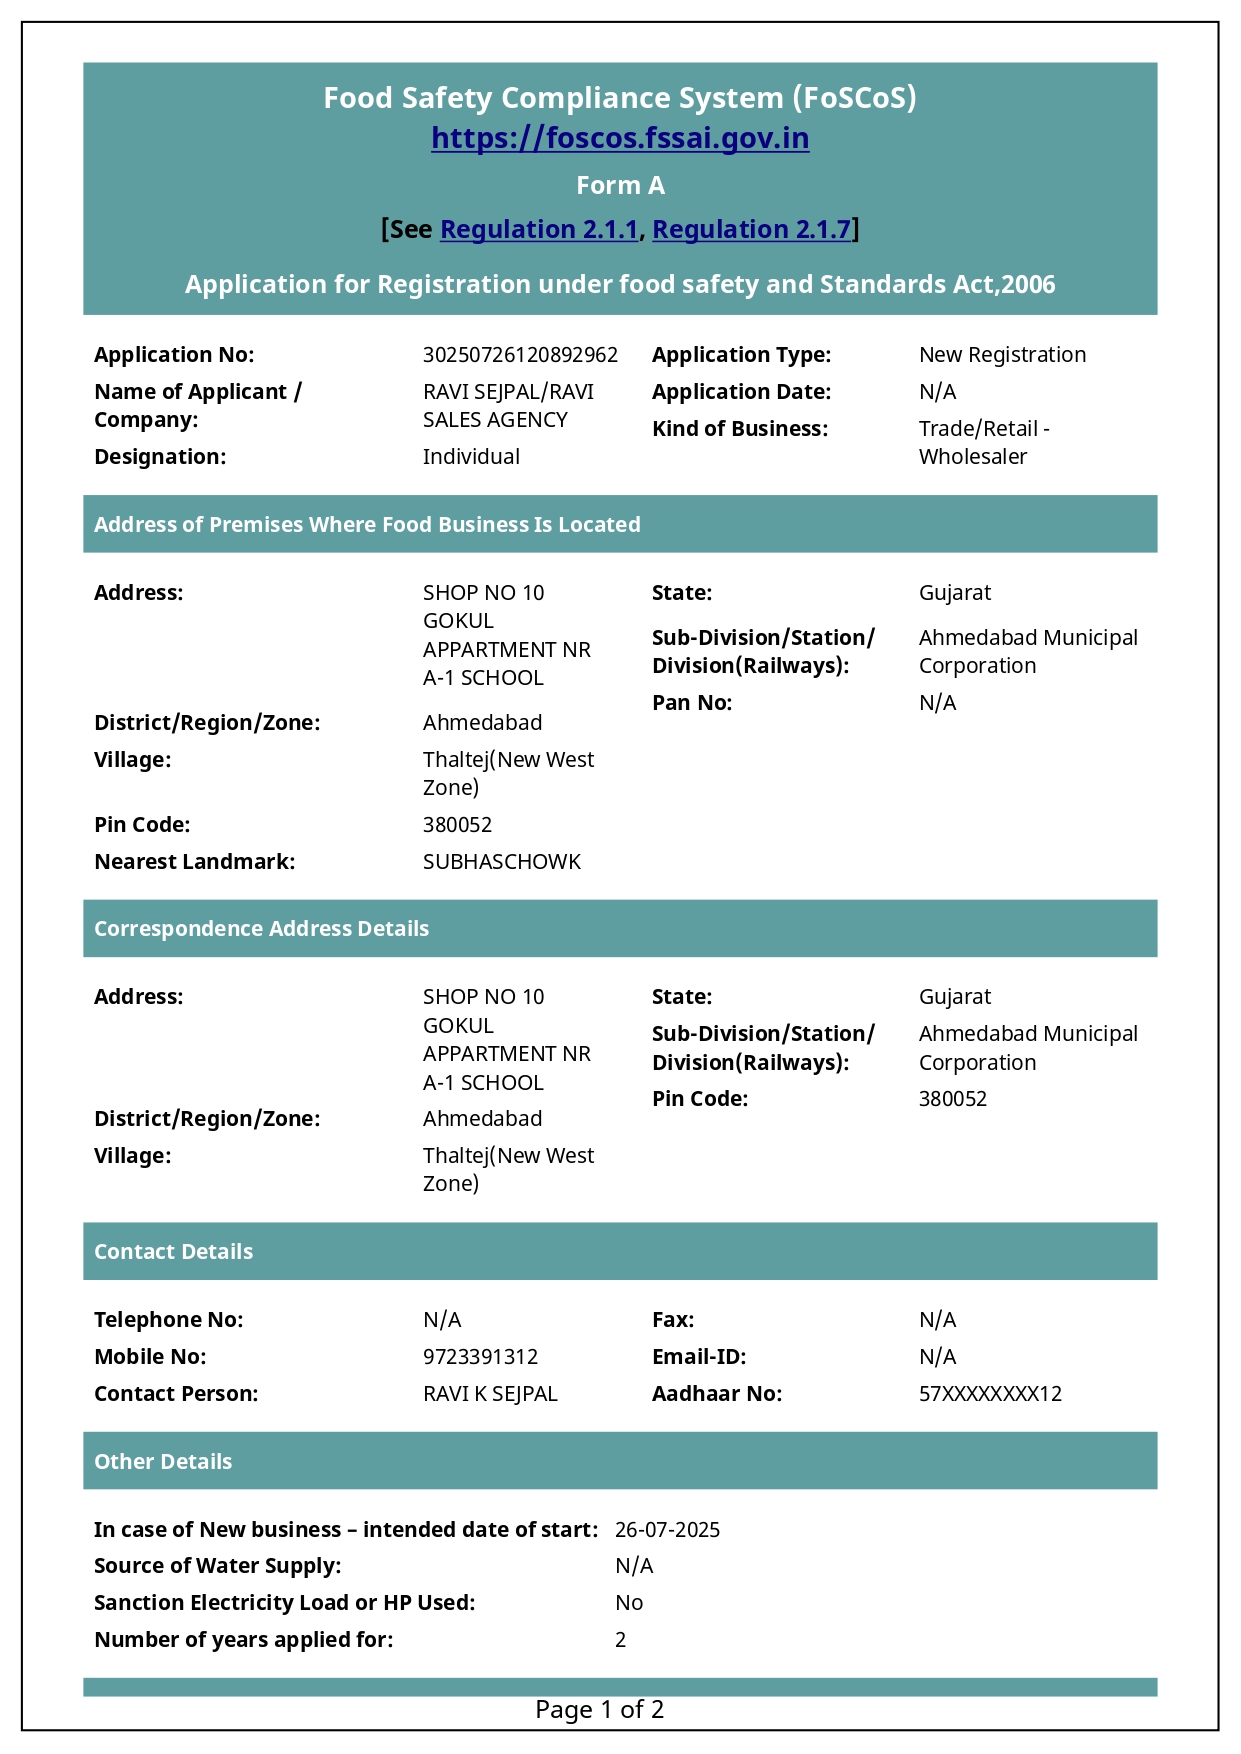 Food Safety Compliance System (FoSCoS)
https://foscos.fssai.gov.in
Form A
[See Regulation 2.1.1, Regulation 2.1.7]
Application for Registration under food safety and Standards Act,2006
Application No: 30250726120892962 Application Type: New Registration
Name of Applicant / RAVI SEJPAL/RAVI Application Date: N/A
Company: SALES AGENCY Kind of Business: Trade/Retail -
Designation: Individual Wholesaler
Address of Premises Where Food Business Is Located
Address: SHOP NO 10 State: Gujarat
GOKUL
Sub-Division/Station/ Ahmedabad Municipal
APPARTMENT NR
Division(Railways): Corporation
A-1 SCHOOL
Pan No: N/A
District/Region/Zone: Ahmedabad
Village: Thaltej(New West
Zone)
Pin Code: 380052
Nearest Landmark: SUBHASCHOWK
Correspondence Address Details
Address: SHOP NO 10 State: Gujarat
GOKUL Sub-Division/Station/ Ahmedabad Municipal
APPARTMENT NR Division(Railways): Corporation
A-1 SCHOOL Pin Code: 380052
District/Region/Zone: Ahmedabad
Village: Thaltej(New West
Zone)
Contact Details
Telephone No: N/A Fax: N/A
Mobile No: 9723391312 Email-ID: N/A
Contact Person: RAVI K SEJPAL Aadhaar No: 57XXXXXXXX12
Other Details
In case of New business – intended date of start: 26-07-2025
Source of Water Supply: N/A
Sanction Electricity Load or HP Used: No
Number of years applied for: 2
Page 1 of 2